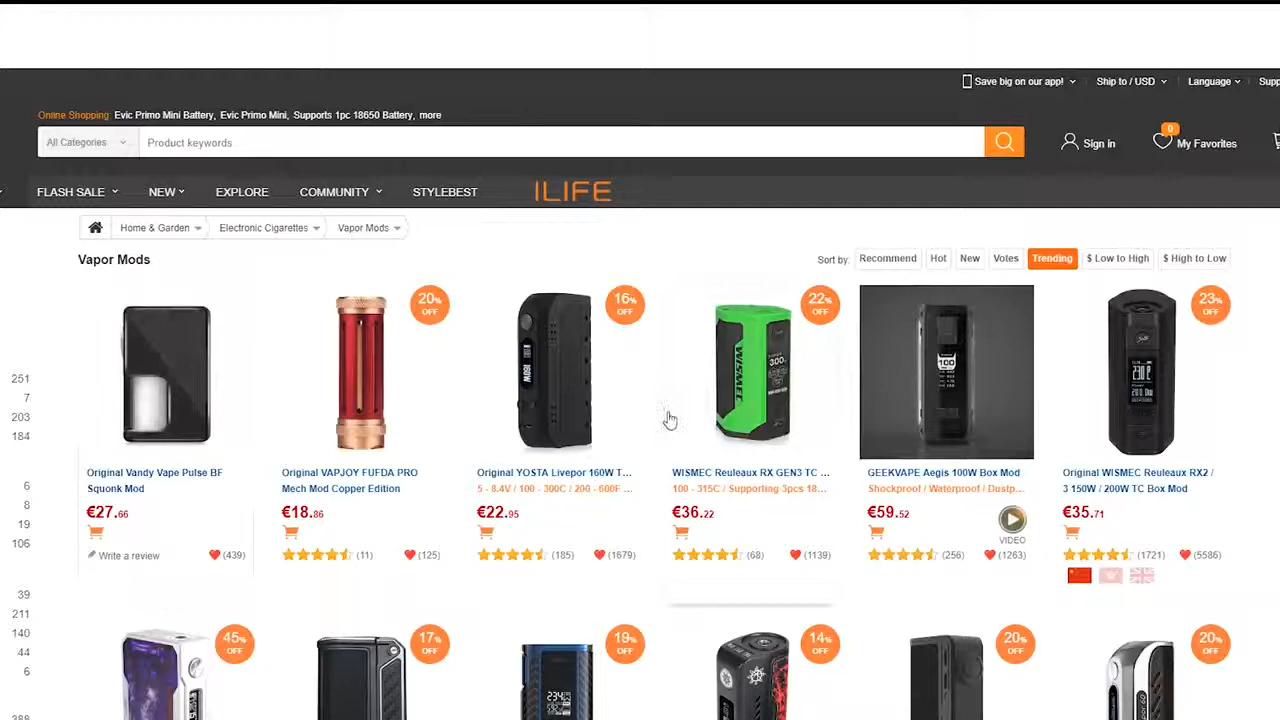 Save big on our app!
Ship to / USD
Language
Supp
Online Shopping: Evic Primo Mini Battery, Evic Primo Mini, Supports 1pc 18650 Battery, more
All Categories
Product keywords
0
Sign in
My Favorites
FLASH SALE
NEW
EXPLORE
COMMUNITY
STYLEBEST
ILIFE
Home & Garden
Electronic Cigarettes
Vapor Mods
Vapor Mods
Sort by:
Recommend
Hot
New
Votes
Trending
$ Low to High
$ High to Low
251
7
203
184
6
8
19
106
39
211
140
44
6
388
Original Vandy Vape Pulse BF
Squonk Mod
€27.66
Write a review
(439)
20% OFF
Original VAPJOY FUFDA PRO
Mech Mod Copper Edition
€18.86
(11)
(125)
16% OFF
160W
Original YOSTA Livepor 160W T...
5 - 8.4V / 100 - 300C / 200 - 600F ...
€22.95
(185)
(1679)
22% OFF
WISMEC
300
WISMEC Reuleaux RX GEN3 TC ...
100 - 315C / Supporting 3pcs 18...
€36.22
(68)
(1139)
100
GEEKVAPE Aegis 100W Box Mod
Shockproof / Waterproof / Dustp...
€59.52
VIDEO
(256)
(1263)
23% OFF
Original WISMEC Reuleaux RX2 /
3 150W / 200W TC Box Mod
€35.71
(1721)
(5586)
45% OFF
17% OFF
19% OFF
14% OFF
20% OFF
20% OFF